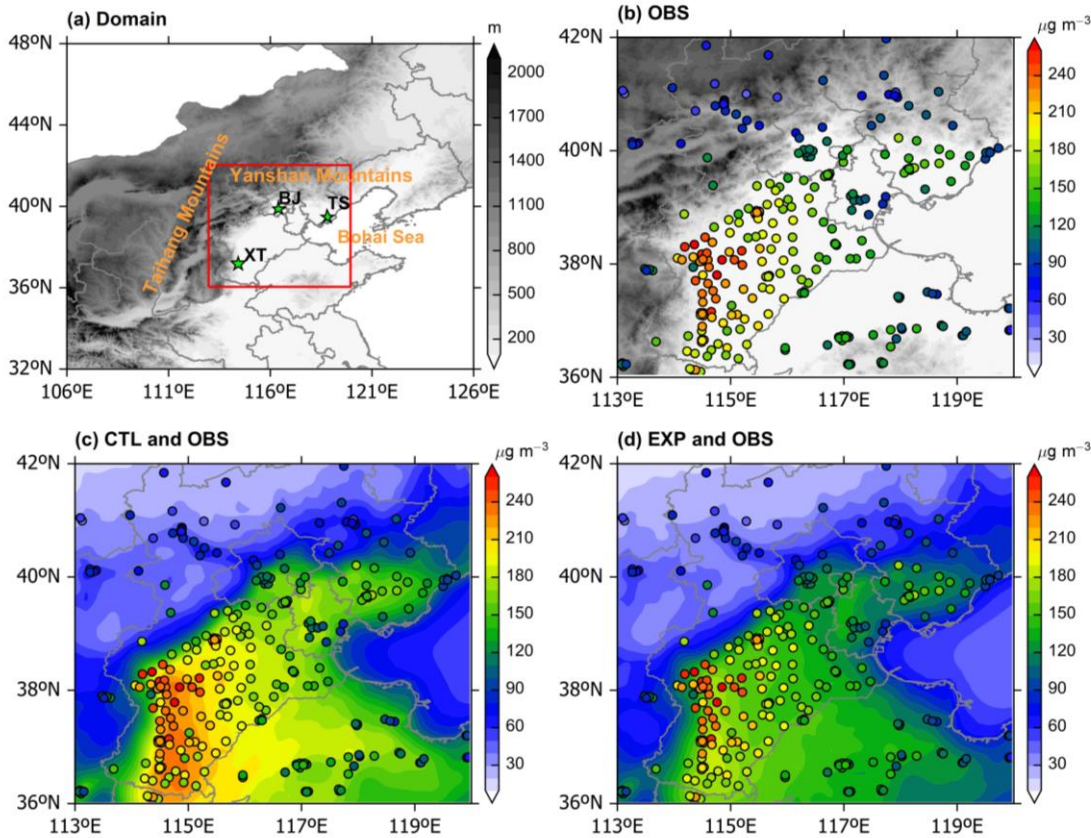 (a) Domain
m
48ºN
2000
1700
1400
1100
800
500
200
44ºN
40ºN
36ºN
32ºN
106ºE 111ºE 116ºE 121ºE 126ºE
Taihang Mountains
Yanshan Mountains
BJ
TS
Bohai Sea
XT
(b) OBS
μg m⁻³
42ºN
40ºN
38ºN
36ºN
113ºE 115ºE 117ºE 119ºE
240
210
180
150
120
90
60
30
(c) CTL and OBS
μg m⁻³
42ºN
40ºN
38ºN
36ºN
113ºE 115ºE 117ºE 119ºE
240
210
180
150
120
90
60
30
(d) EXP and OBS
μg m⁻³
42ºN
40ºN
38ºN
36ºN
113ºE 115ºE 117ºE 119ºE
240
210
180
150
120
90
60
30